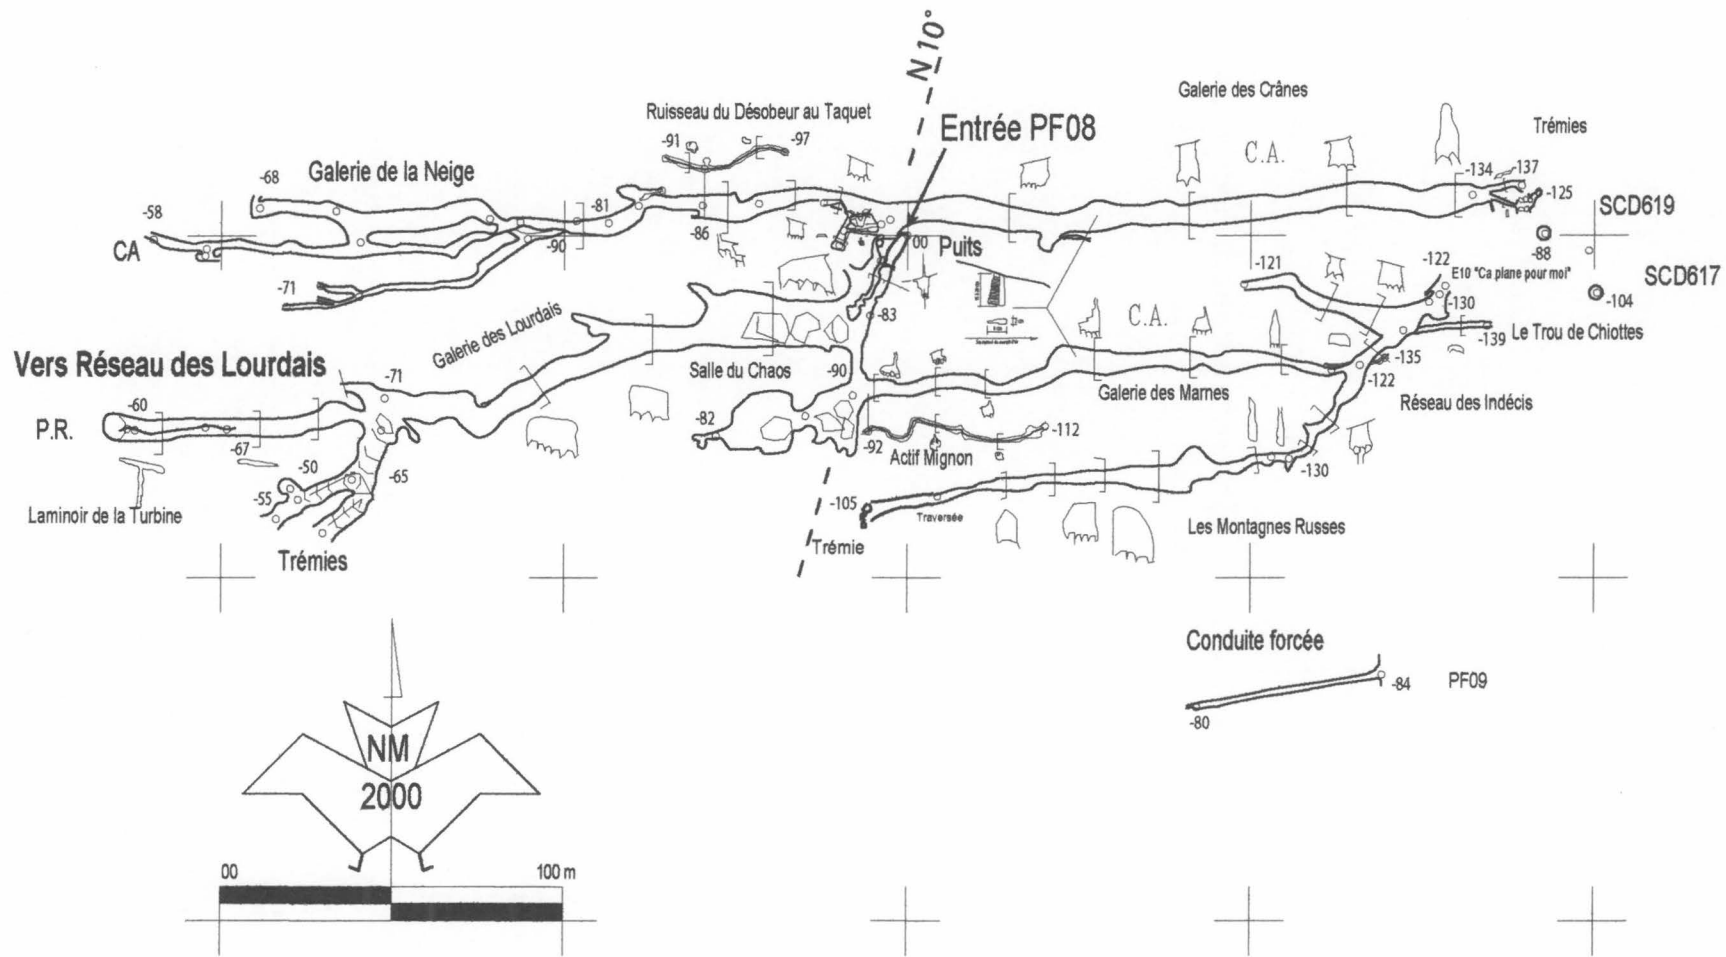 N 10°
Galerie des Crânes
Ruisseau du Désobeur au Taquet
Entrée PF08
Trémies
-91
-97
C.A.
Galerie de la Neige
-68
-134
-137
-125
-58
-81
SCD619
CA
-90
-86
00
Puits
-88
-71
-121
-122
E10 "Ca plane pour moi"
SCD617
-130
-104
-83
C.A.
Galerie des Lourdais
Le Trou de Chiottes
-139
Vers Réseau des Lourdais
Salle du Chaos
-90
-135
-122
-71
Galerie des Marnes
Réseau des Indécis
-60
P.R.
-82
-67
-92
-112
Actif Mignon
-50
-65
-130
-55
-105
Laminoir de la Turbine
Traversée
Les Montagnes Russes
Trémies
Trémie
Conduite forcée
-84
PF09
-80
NM
2000
00
100 m